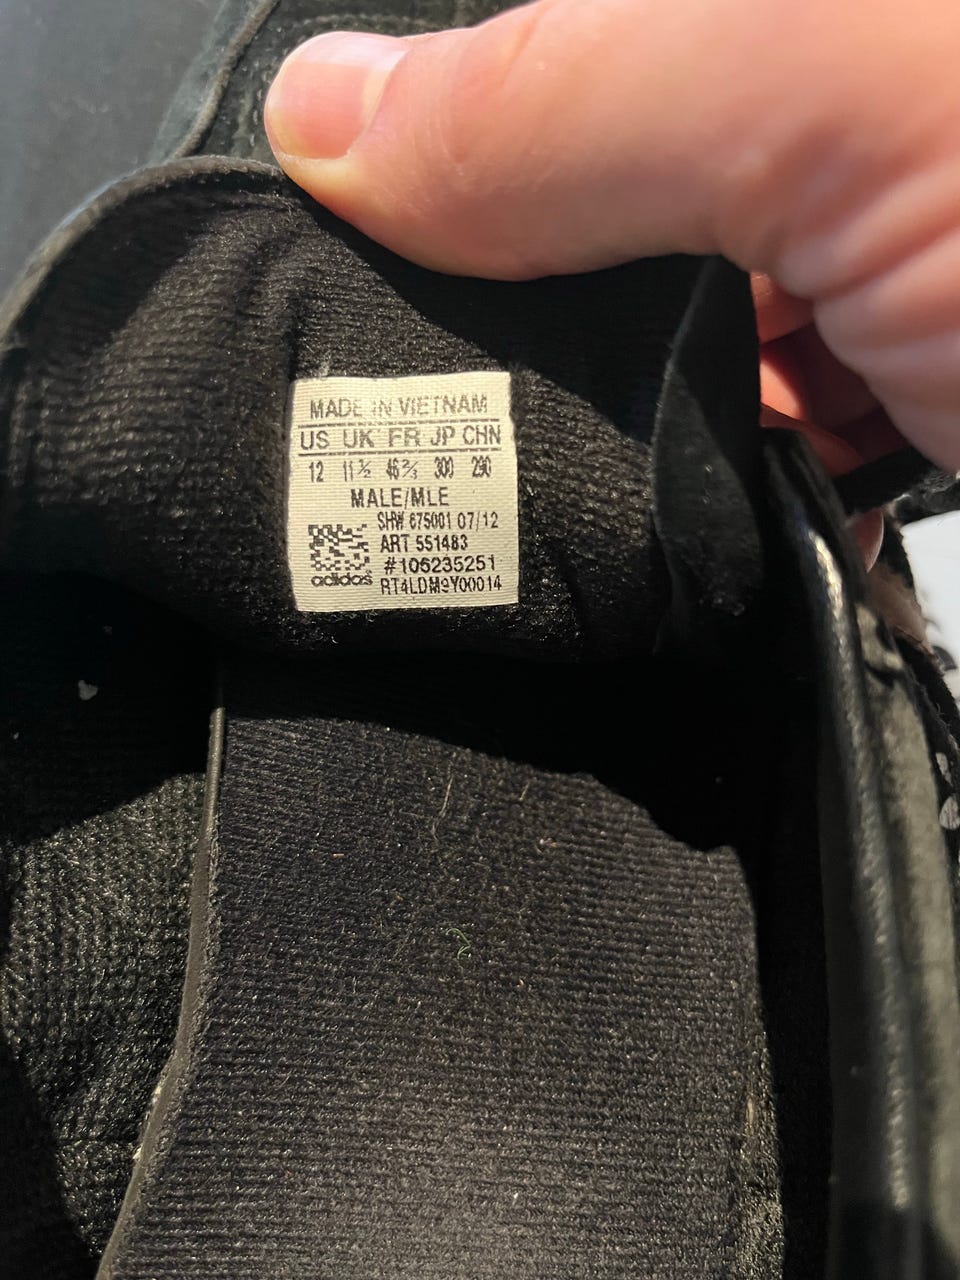 MADE IN VIETNAM
US UK FR JP CHN
12 11½ 46⅔ 300 290
MALE/MLE
SHW 675001 07/12
ART 551483
#106235251
adidas RT4LDM9Y00014